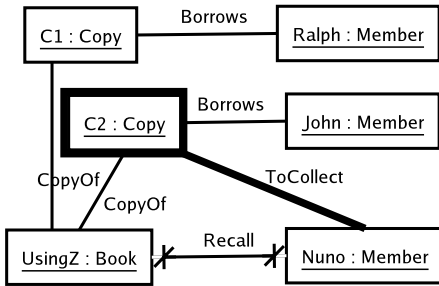 Borrows
C1 : Copy
Ralph : Member
Borrows
C2 : Copy
John : Member
CopyOf
ToCollect
CopyOf
Recall
UsingZ : Book
Nuno : Member